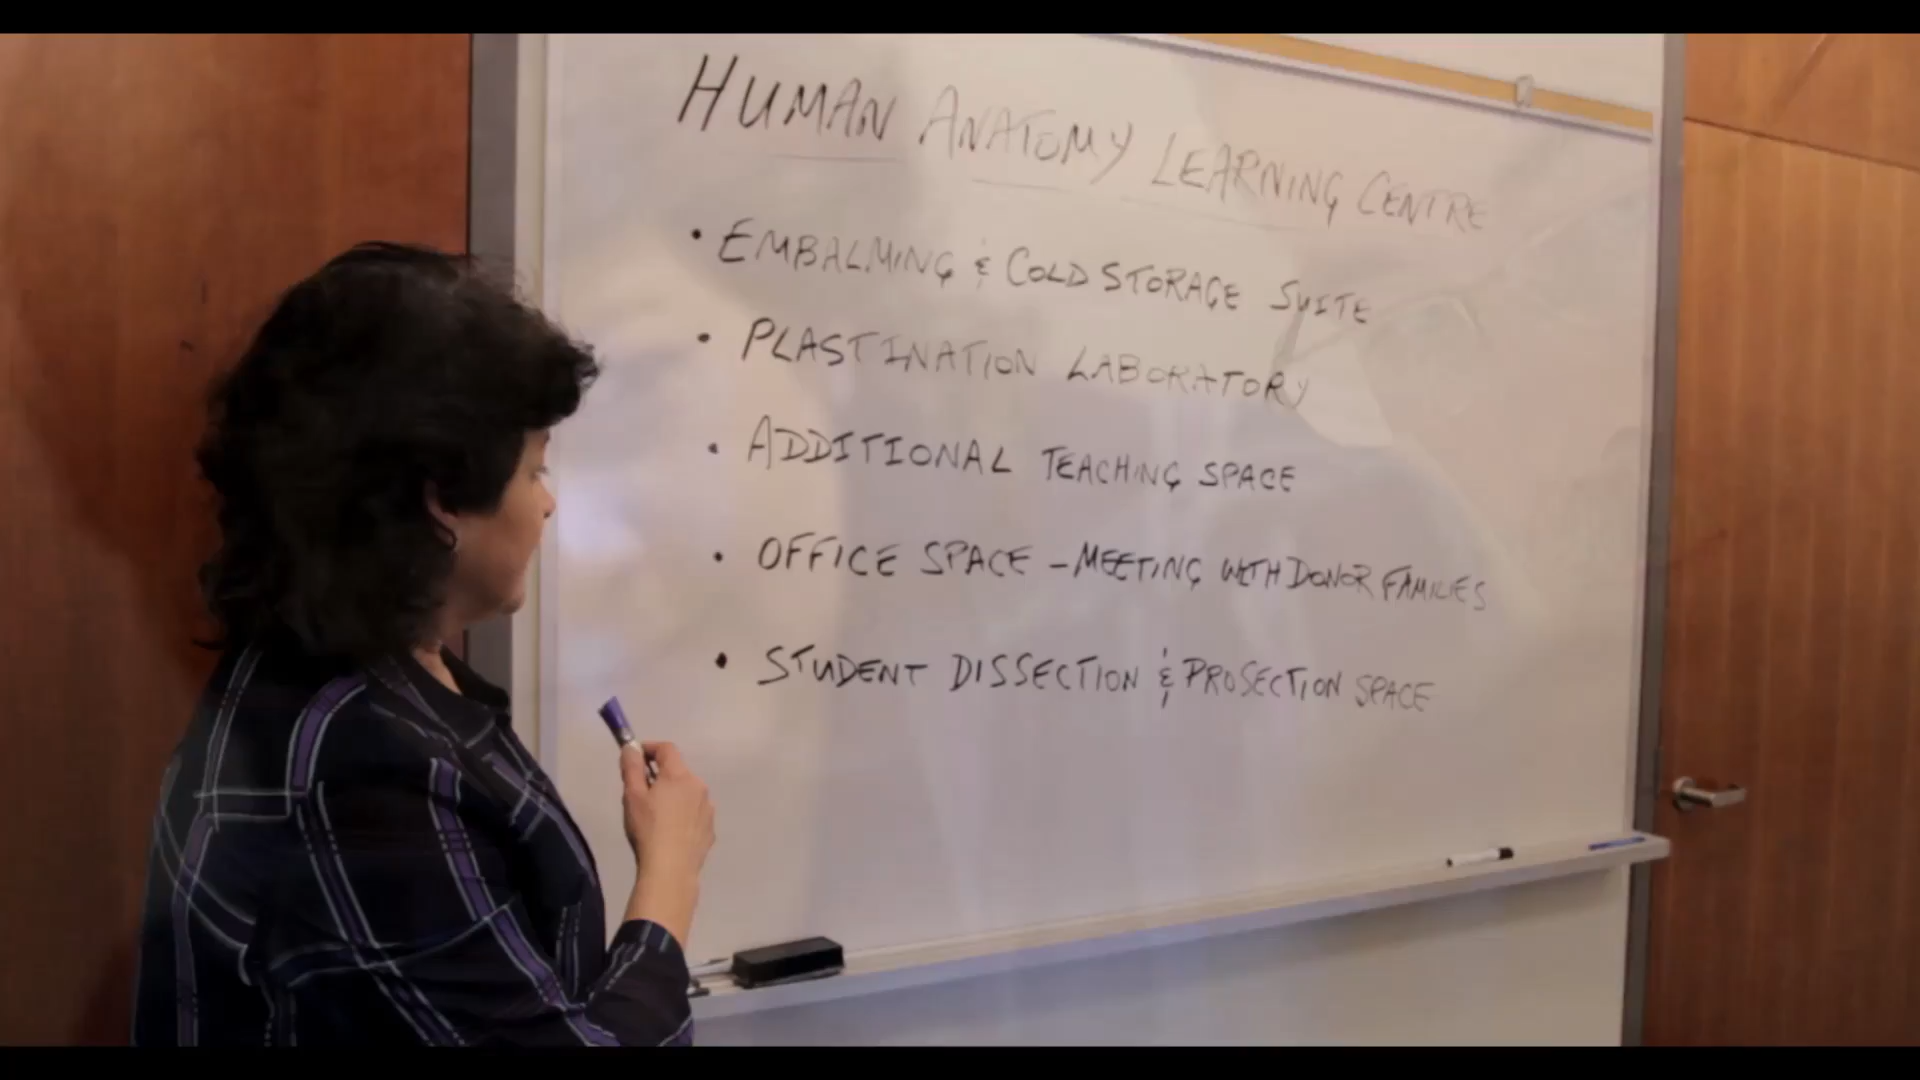 HUMAN ANATOMY LEARNING CENTRE
• EMBALMING & COLD STORAGE SUITE
• PLASTINATION LABORATORY
• ADDITIONAL TEACHING SPACE
• OFFICE SPACE – MEETING WITH DONOR FAMILIES
• STUDENT DISSECTION & PROSECTION SPACE